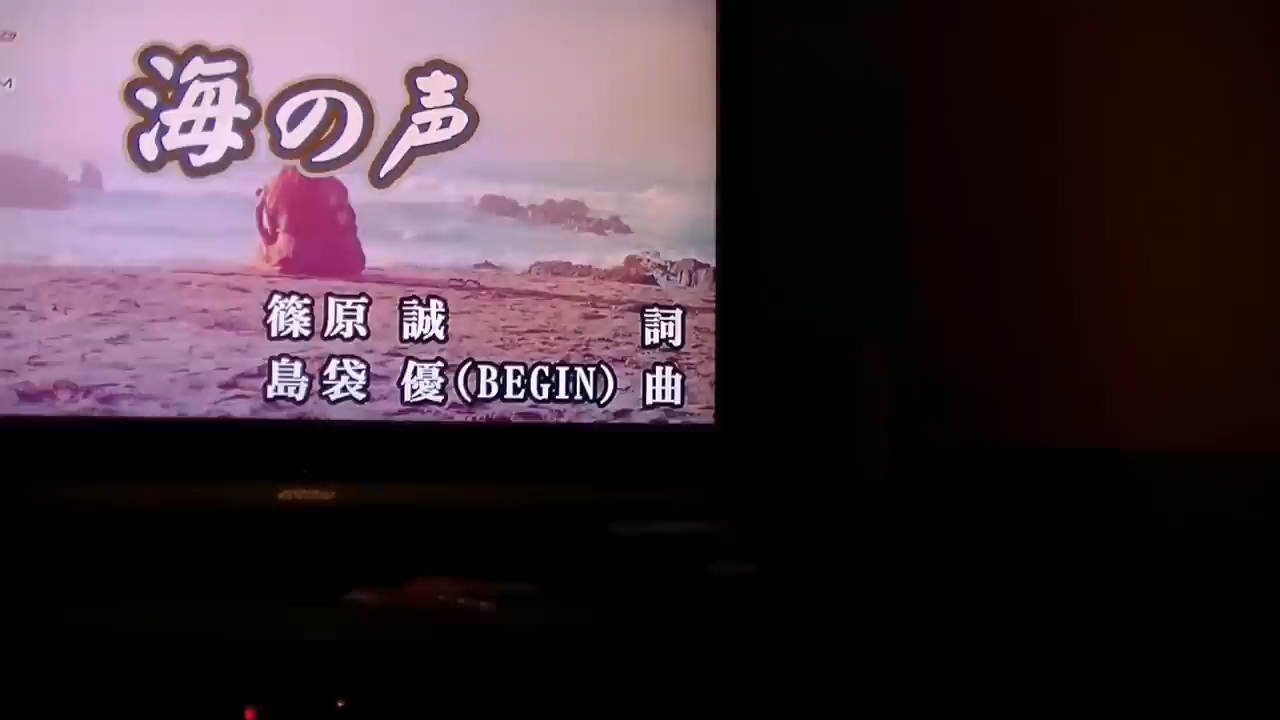 海の声
篠原 誠 詞
島袋 優(BEGIN) 曲